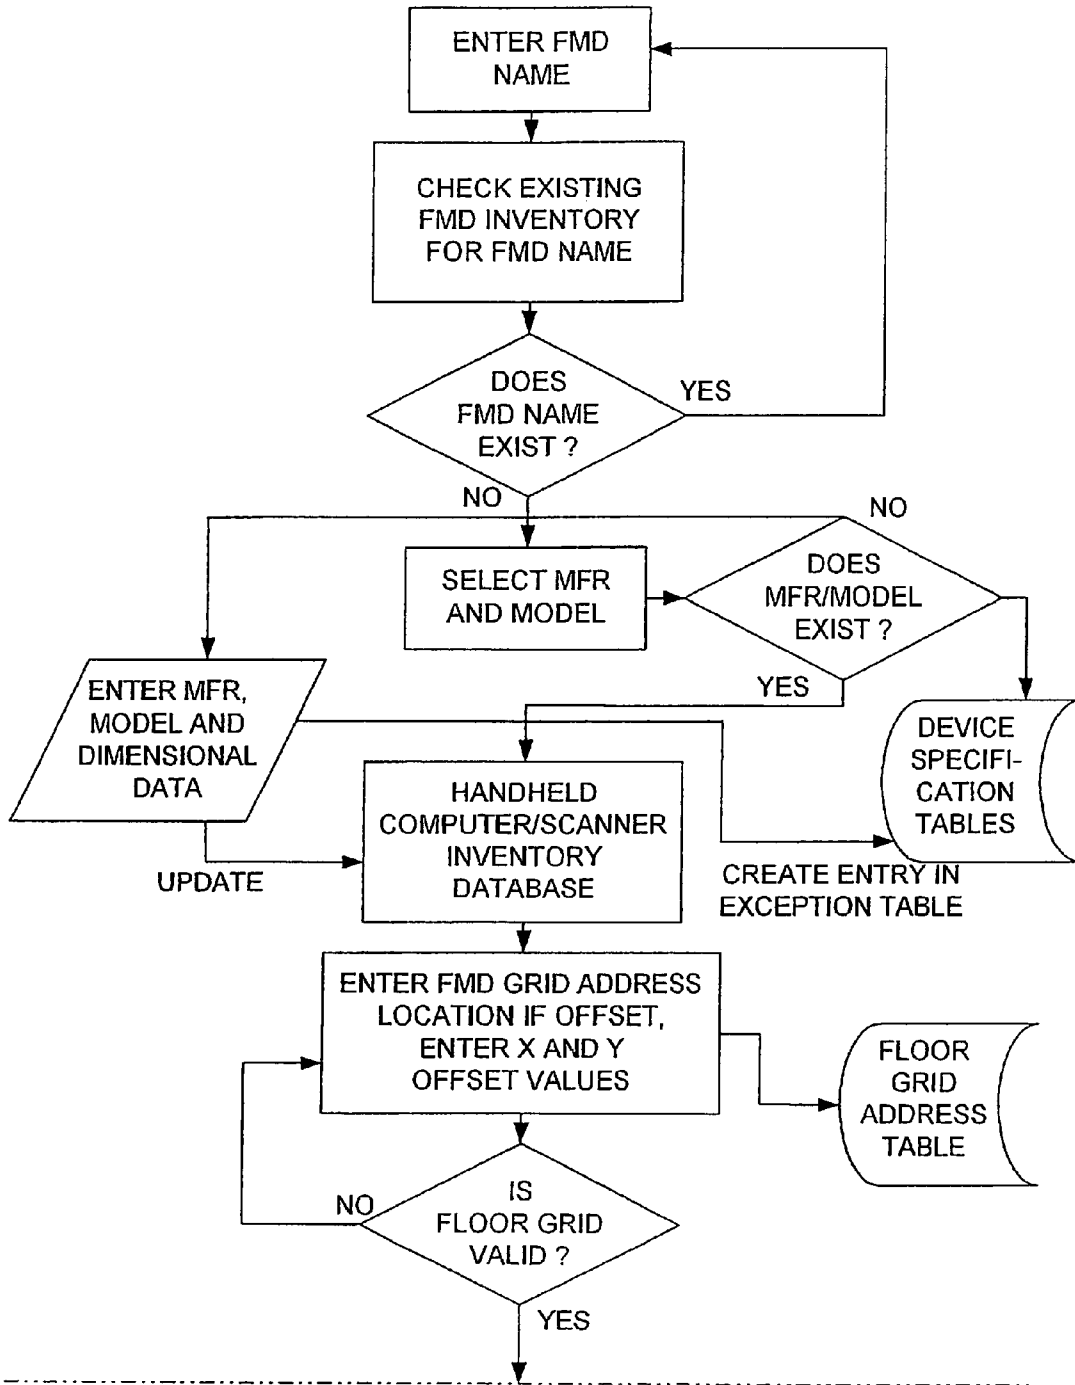 ENTER FMD
NAME
CHECK EXISTING
FMD INVENTORY
FOR FMD NAME
DOES
FMD NAME
EXIST ?
YES
NO
SELECT MFR
AND MODEL
DOES
MFR/MODEL
EXIST ?
NO
YES
ENTER MFR,
MODEL AND
DIMENSIONAL
DATA
DEVICE
SPECIFI-
CATION
TABLES
HANDHELD
COMPUTER/SCANNER
INVENTORY
DATABASE
UPDATE
CREATE ENTRY IN
EXCEPTION TABLE
ENTER FMD GRID ADDRESS
LOCATION IF OFFSET,
ENTER X AND Y
OFFSET VALUES
FLOOR
GRID
ADDRESS
TABLE
IS
FLOOR GRID
VALID ?
NO
YES